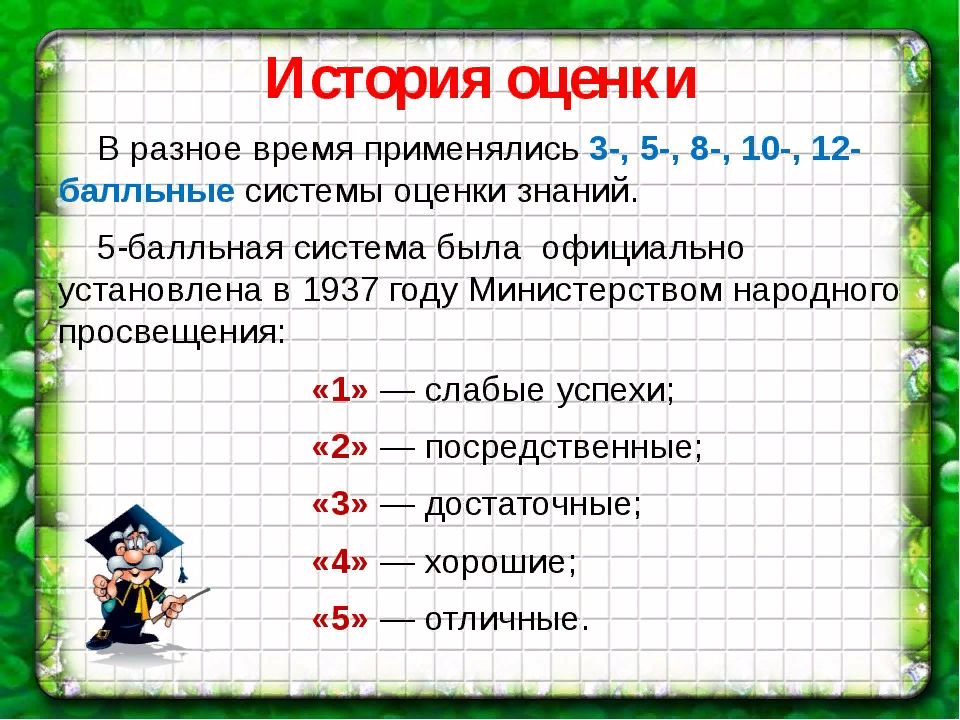 История оценки
В разное время применялись 3-, 5-, 8-, 10-, 12-
балльные системы оценки знаний.
5-балльная система была официально
установлена в 1937 году Министерством народного
просвещения:
«1» — слабые успехи;
«2» — посредственные;
«3» — достаточные;
«4» — хорошие;
«5» — отличные.